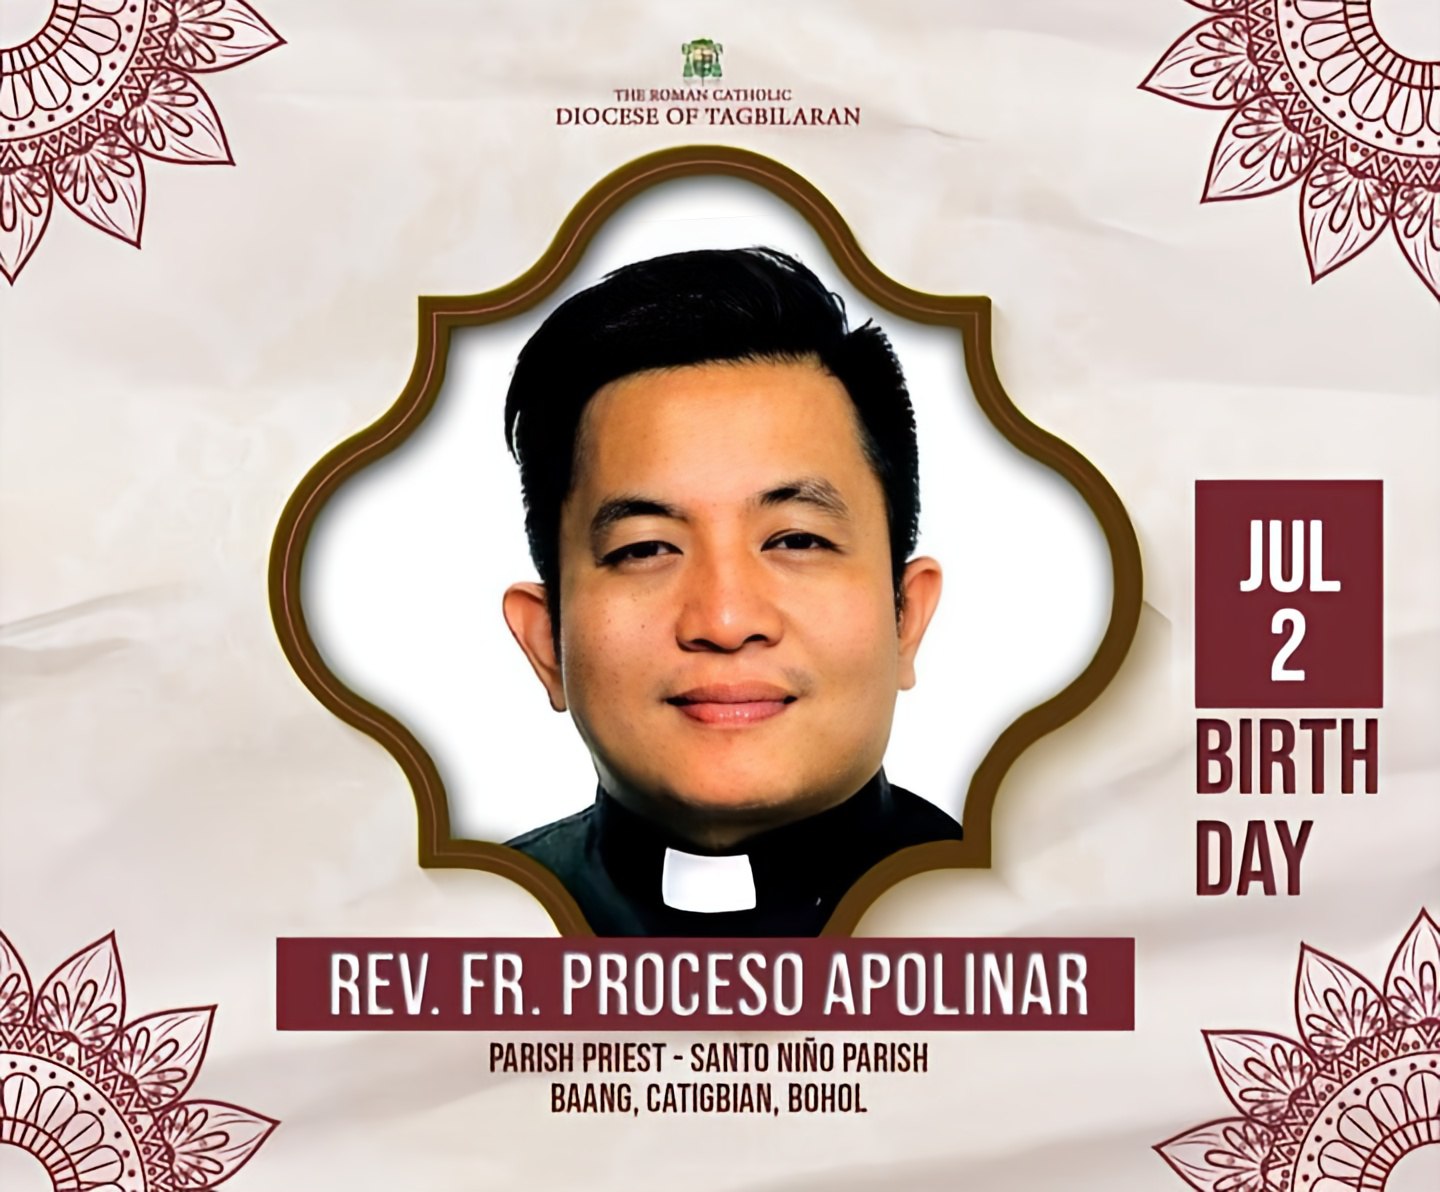 THE ROMAN CATHOLIC
DIOCESE OF TAGBILARAN
JUL
2
BIRTH
DAY
REV. FR. PROCESO APOLINAR
PARISH PRIEST - SANTO NIÑO PARISH
BAANG, CATIGBIAN, BOHOL